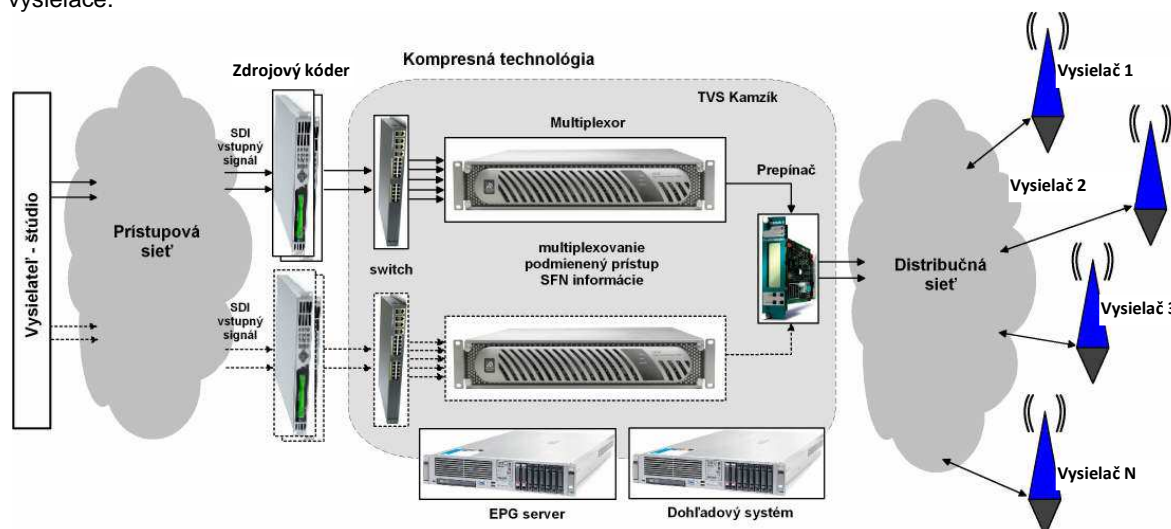 vysielače.
Kompresná technológia
Zdrojový kóder
TVS Kamzík
Vysielač 1
Vysielateľ - štúdio
SDI
vstupný
signál
Multiplexor
Prepínač
Vysielač 2
Prístupová
sieť
switch
multiplexovanie
podmienený prístup
SFN informácie
Distribučná
sieť
SDI
vstupný
signál
Vysielač 3
EPG server
Dohľadový systém
Vysielač N